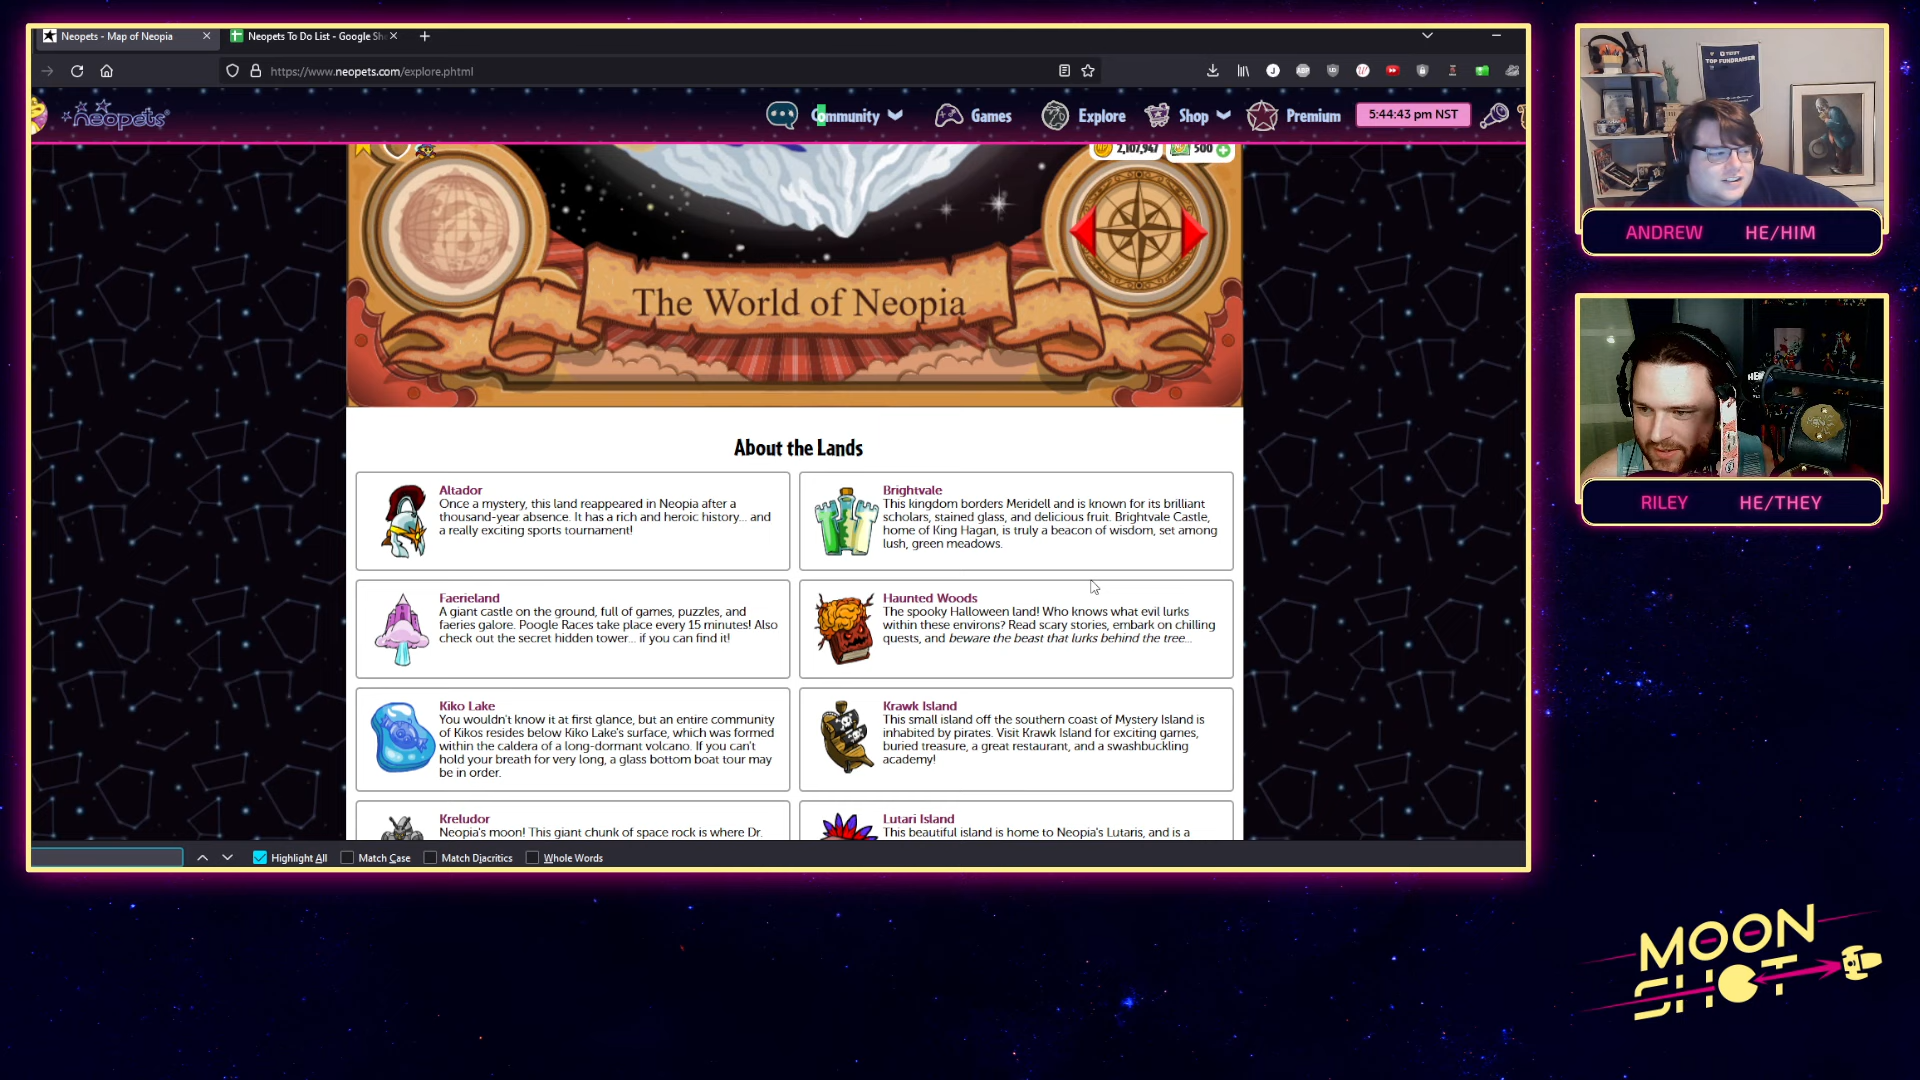 Neopets - Map of Neopia
Neopets To Do List - Google Sh
https://www.neopets.com/explore.phtml
neopets
Community
Games
Explore
Shop
Premium
5:44:43 pm NST
2,107,947
500
The World of Neopia
About the Lands
Altador
Once a mystery, this land reappeared in Neopia after a
thousand-year absence. It has a rich and heroic history... and
a really exciting sports tournament!
Brightvale
This kingdom borders Meridell and is known for its brilliant
scholars, stained glass, and delicious fruit. Brightvale Castle,
home of King Hagan, is truly a beacon of wisdom, set among
lush, green meadows.
Faerieland
A giant castle on the ground, full of games, puzzles, and
faeries galore. Poogle Races take place every 15 minutes! Also
check out the secret hidden tower... if you can find it!
Haunted Woods
The spooky Halloween land! Who knows what evil lurks
within these environs? Read scary stories, embark on chilling
quests, and beware the beast that lurks behind the tree...
Kiko Lake
You wouldn't know it at first glance, but an entire community
of Kikos resides below Kiko Lake's surface, which was formed
within the caldera of a long-dormant volcano. If you can't
hold your breath for very long, a glass bottom boat tour may
be in order.
Krawk Island
This small island off the southern coast of Mystery Island is
inhabited by pirates. Visit Krawk Island for exciting games,
buried treasure, a great restaurant, and a swashbuckling
academy!
Kreludor
Neopia's moon! This giant chunk of space rock is where Dr.
Lutari Island
This beautiful island is home to Neopia's Lutaris, and is a
Highlight All
Match Case
Match Diacritics
Whole Words
TOP FUNDRAISER
ANDREW HE/HIM
RILEY HE/THEY
MOON
SHOT